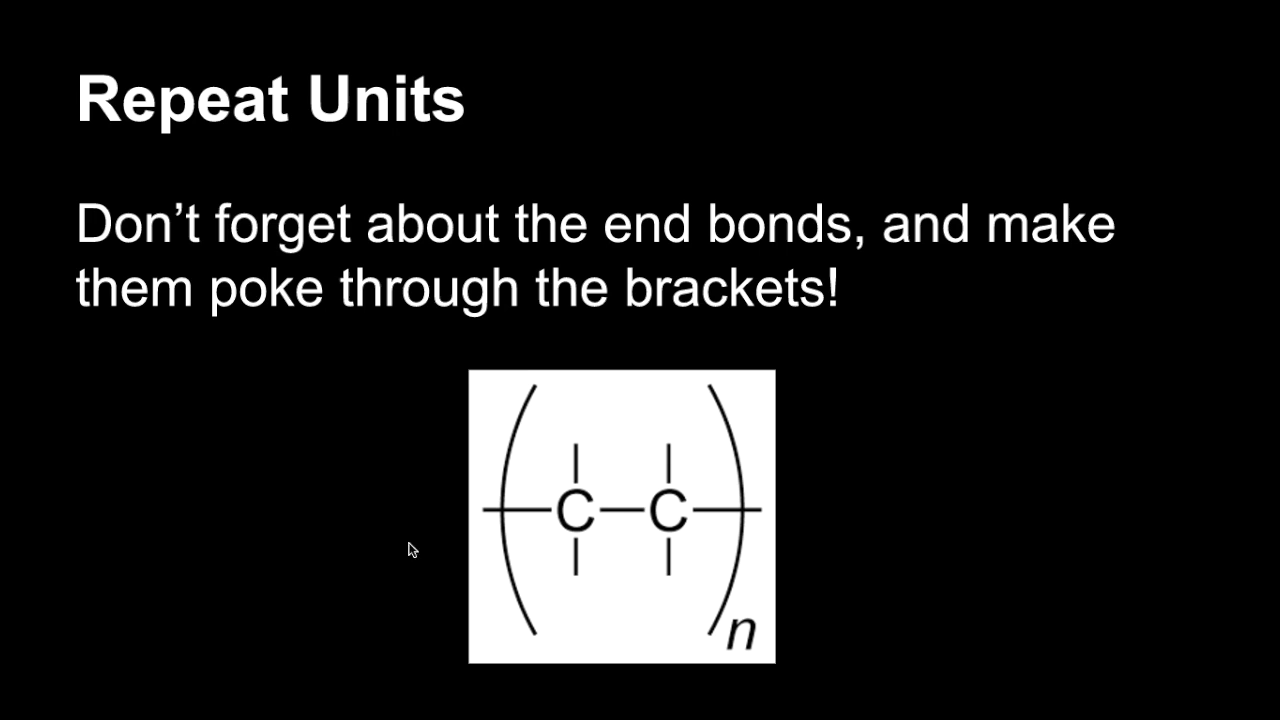 Repeat Units
Don’t forget about the end bonds, and make
them poke through the brackets!
C C
n